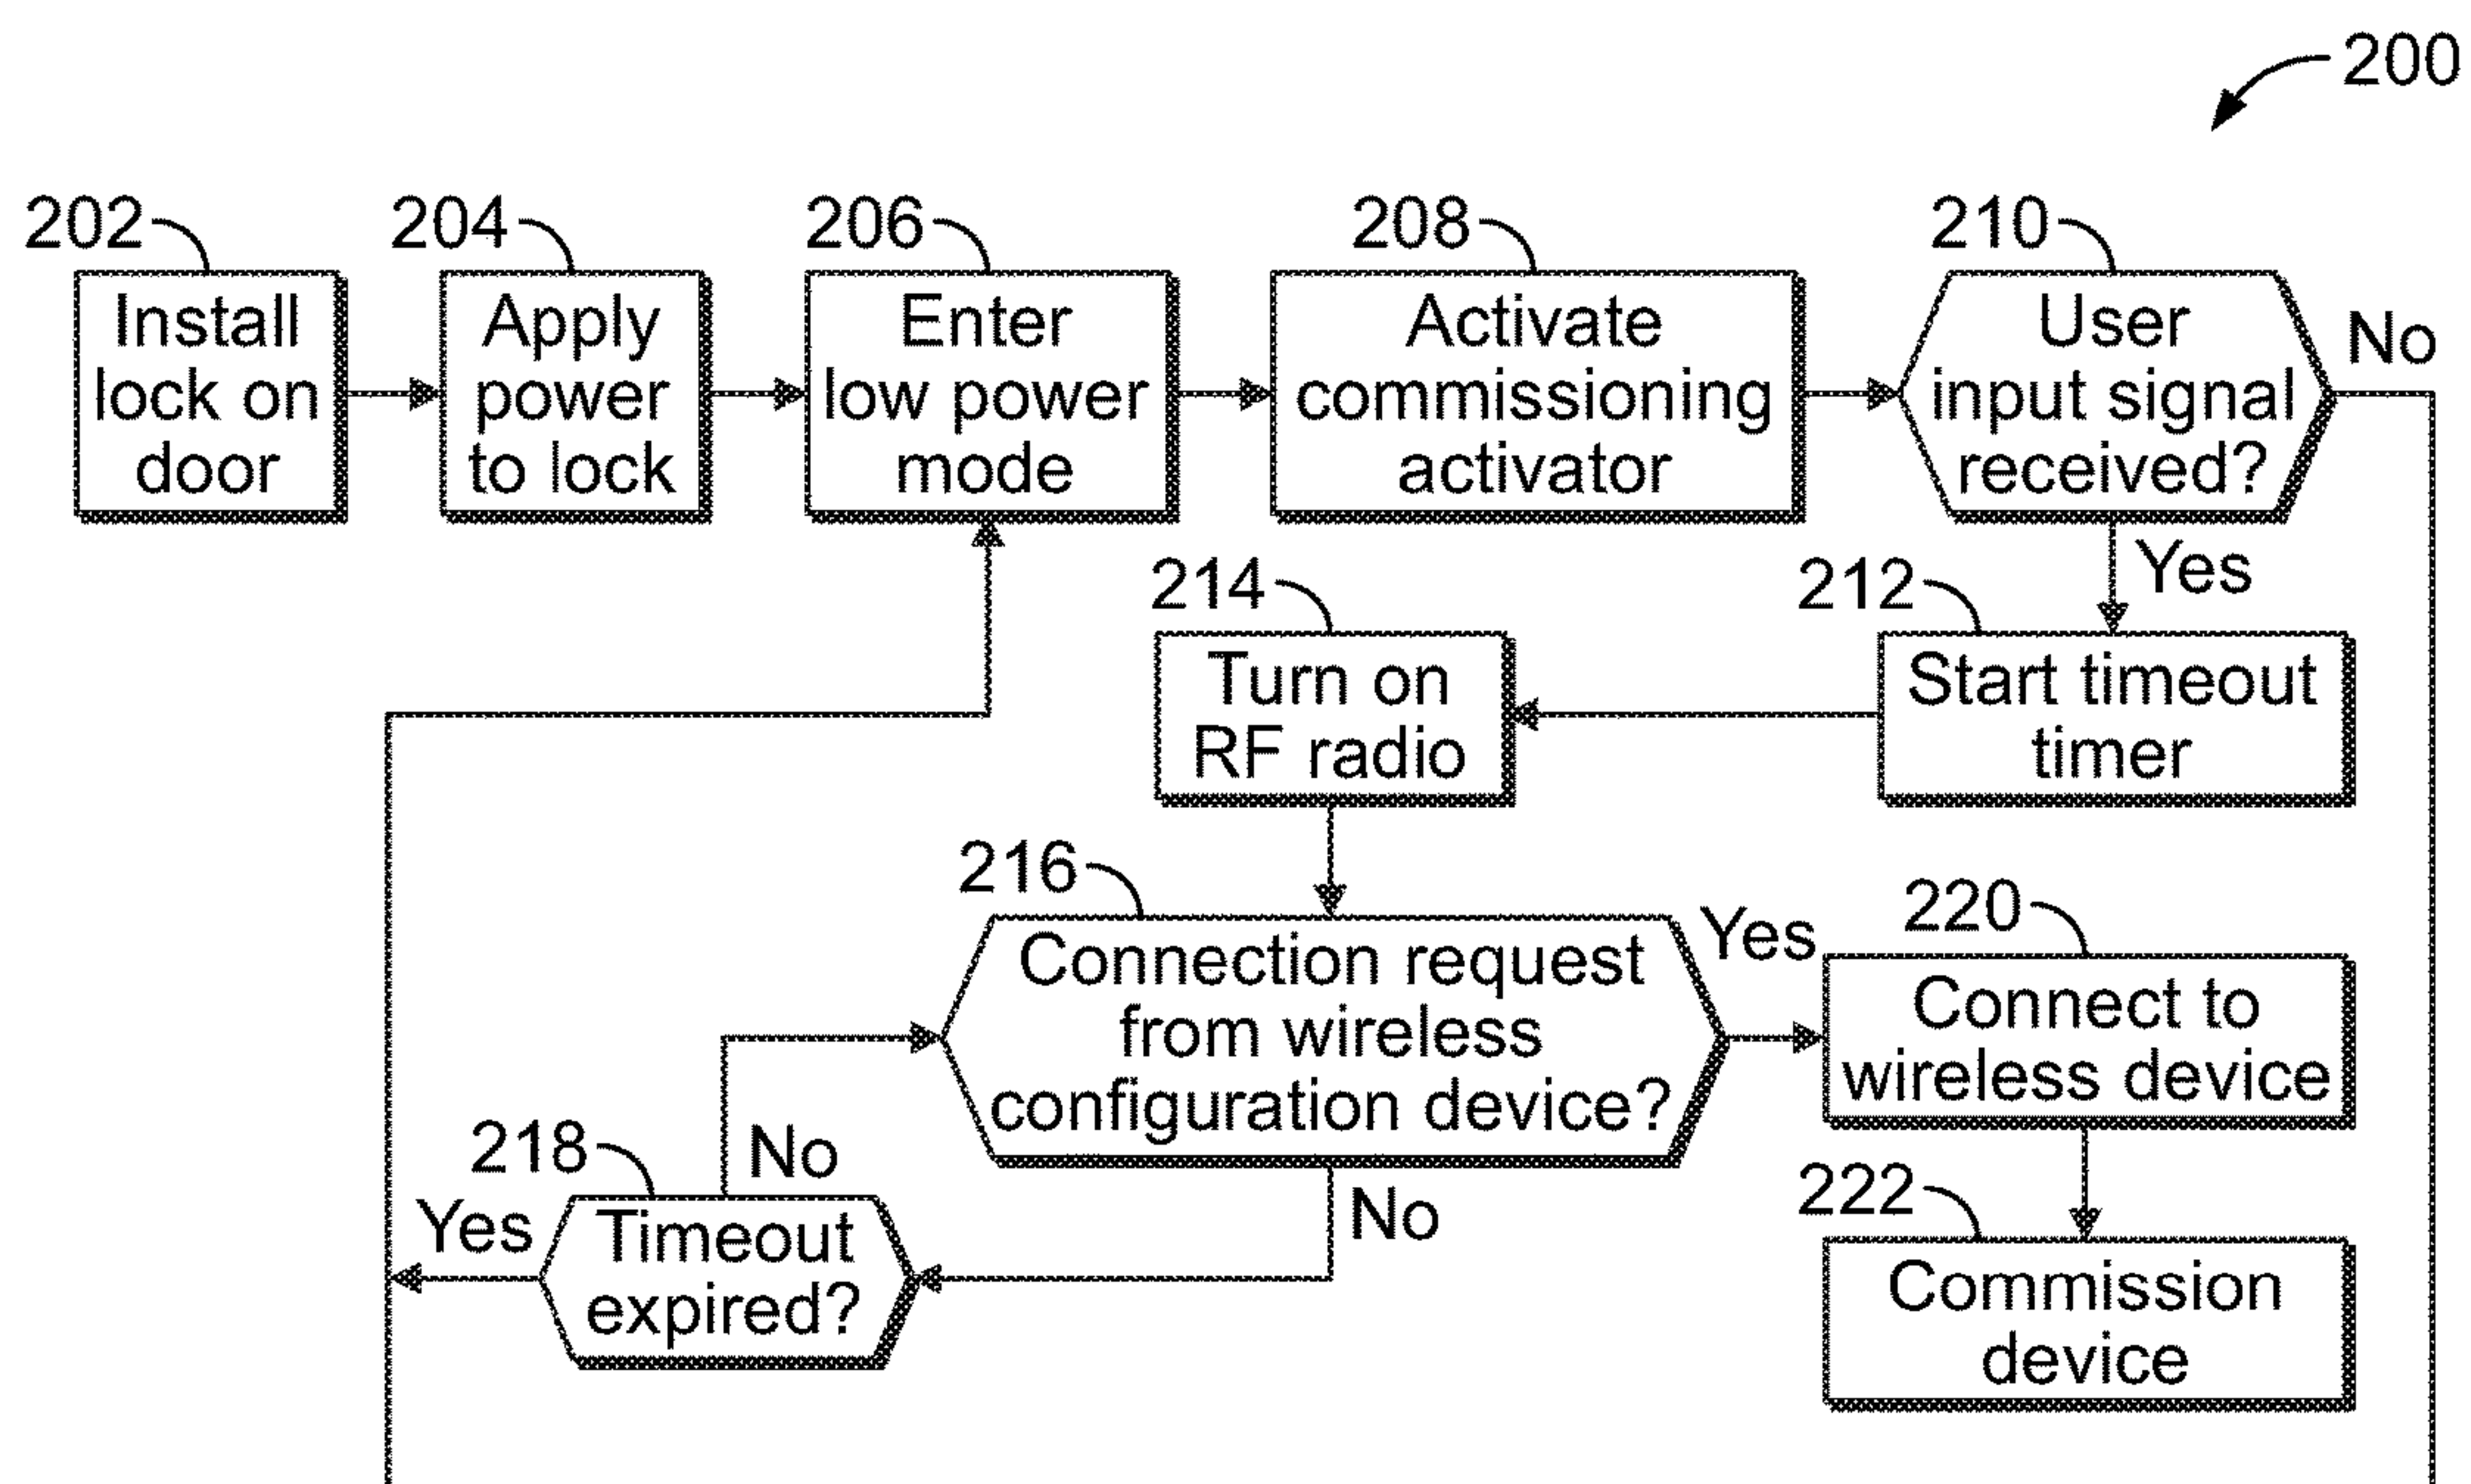 200
202
Install
lock on
door
204
Apply
power
to lock
206
Enter
low power
mode
208
Activate
commissioning
activator
210
User
input signal
received?
No
Yes
212
Start timeout
timer
214
Turn on
RF radio
216
Connection request
from wireless
configuration device?
Yes
No
218
Timeout
expired?
No
Yes
220
Connect to
wireless device
222
Commission
device